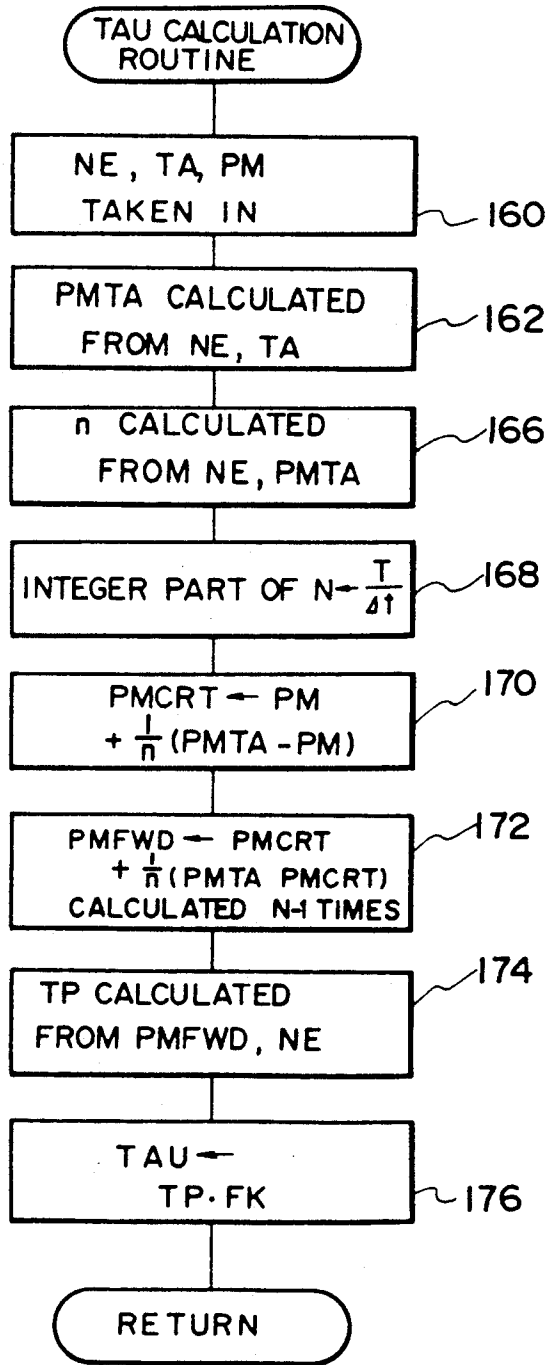 TAU CALCULATION
ROUTINE
NE, TA, PM
TAKEN IN
160
PMTA CALCULATED
FROM NE, TA
162
n CALCULATED
FROM NE, PMTA
166
INTEGER PART OF N← T/Δt
168
PMCRT ← PM
+ 1/n (PMTA - PM)
170
PMFWD ← PMCRT
+ 1/n (PMTA PMCRT)
CALCULATED N-1 TIMES
172
TP CALCULATED
FROM PMFWD, NE
174
TAU ←
TP·FK
176
RETURN